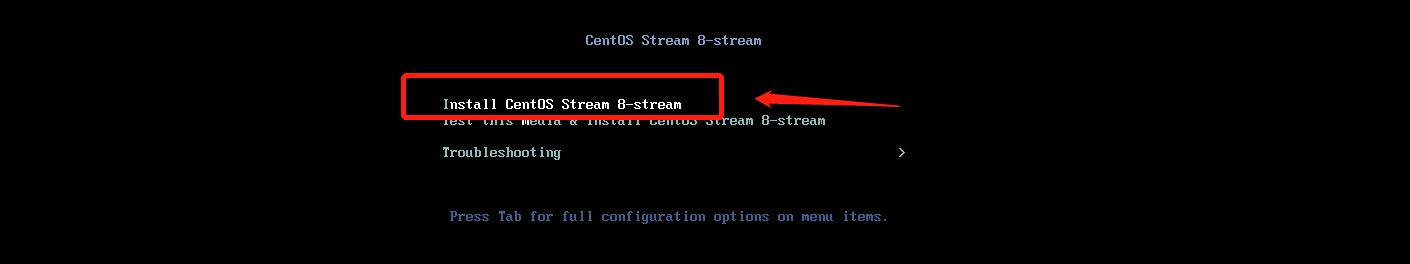 CentOS Stream 8-stream
Install CentOS Stream 8-stream
Test this media & install CentOS Stream 8-stream
Troubleshooting >
Press Tab for full configuration options on menu items.